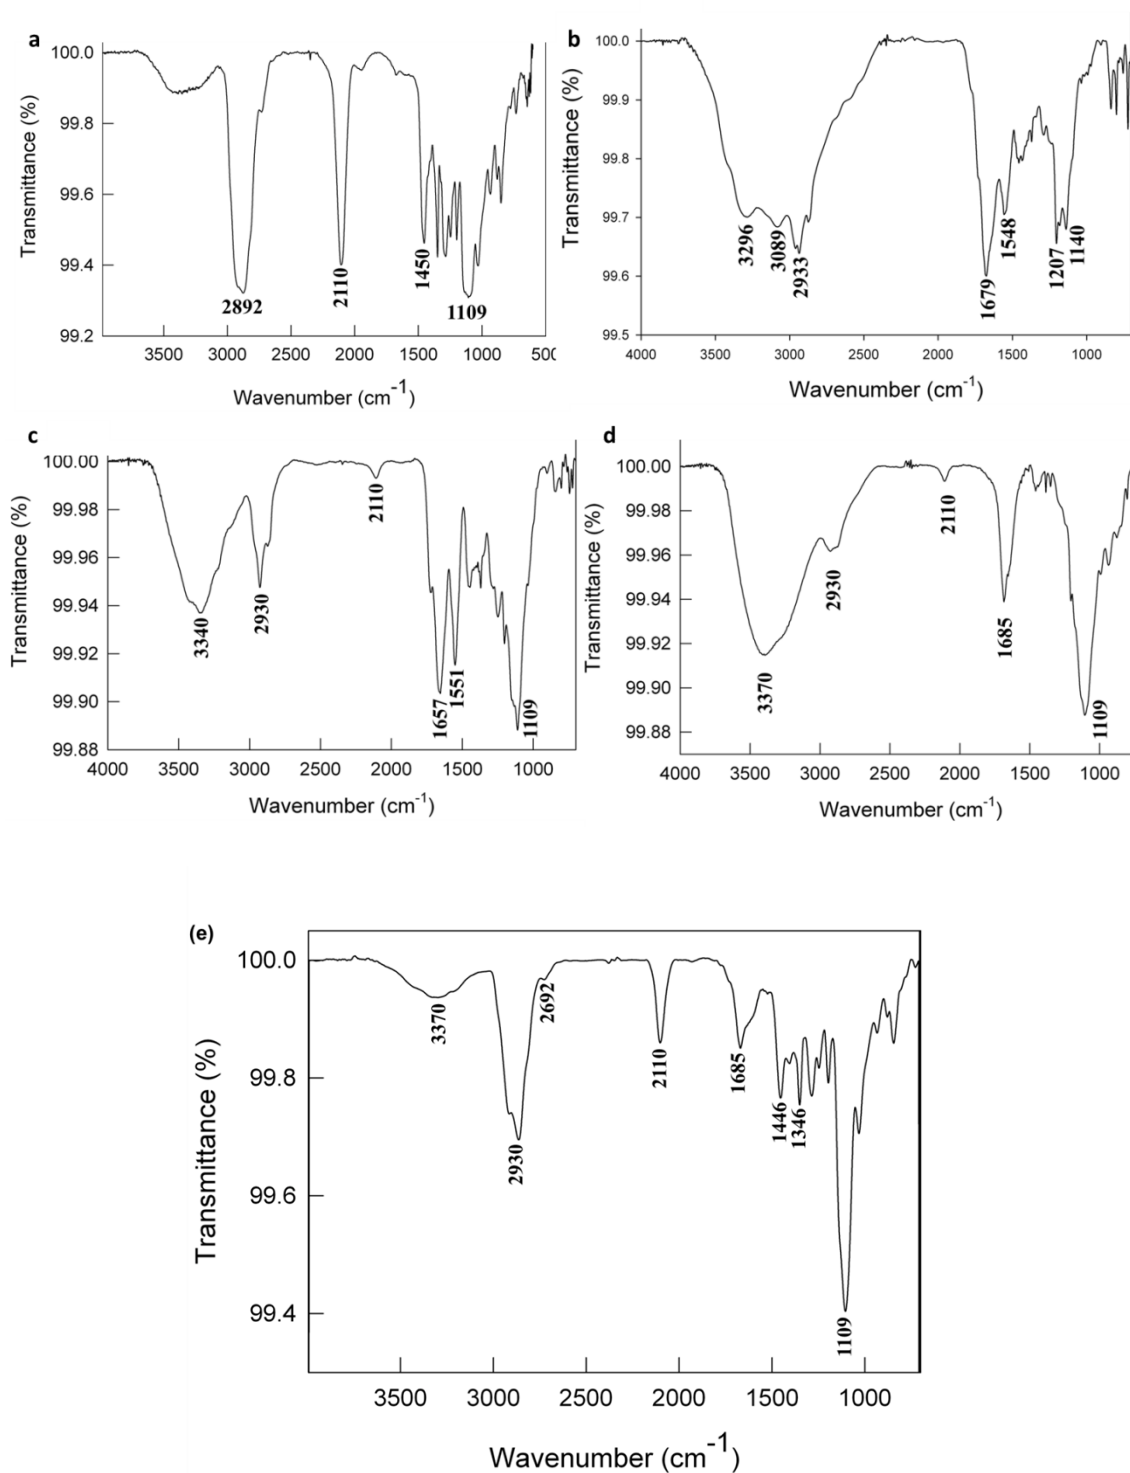 a
100.0
99.8
99.6
99.4
99.2
Transmittance (%)
2892
2110
1450
1109
3500 3000 2500 2000 1500 1000 500
Wavenumber (cm-1)
b
100.0
99.9
99.8
99.7
99.6
99.5
Transmittance (%)
3296
3089
2933
1679
1548
1207
1140
4000 3500 3000 2500 2000 1500 1000
Wavenumber (cm-1)
c
100.00
99.98
99.96
99.94
99.92
99.90
99.88
Transmittance (%)
3340
2930
2110
1657
1551
1109
4000 3500 3000 2500 2000 1500 1000
Wavenumber (cm-1)
d
100.00
99.98
99.96
99.94
99.92
99.90
99.88
Transmittance (%)
3370
2930
2110
1685
1109
4000 3500 3000 2500 2000 1500 1000
Wavenumber (cm-1)
(e)
100.0
99.8
99.6
99.4
Transmittance (%)
3370
2930
2692
2110
1685
1446
1346
1109
3500 3000 2500 2000 1500 1000
Wavenumber (cm-1)